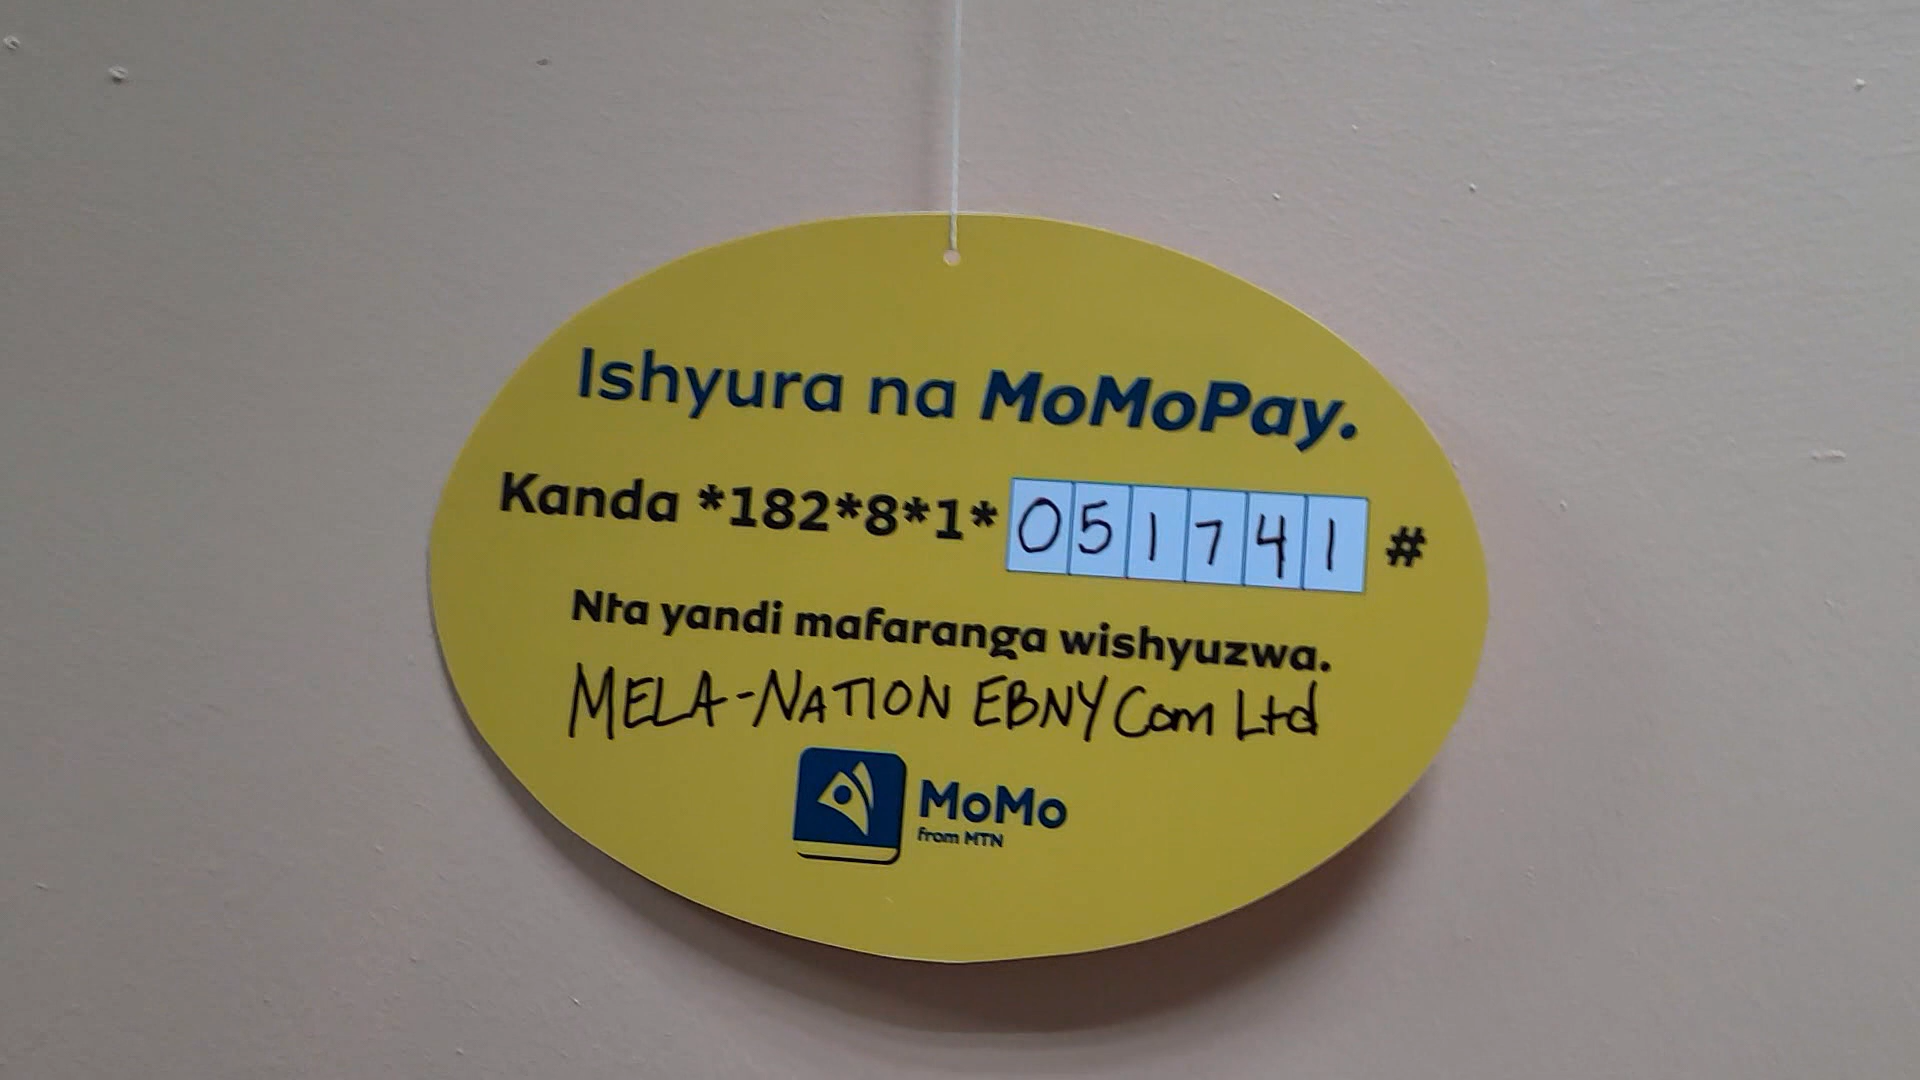 Ishyura na MoMoPay.
Kanda *182*8*1* 051741 #
Nta yandi mafaranga wishyuzwa.
MELA-NATION EBNY Com Ltd
MoMo
from MTN